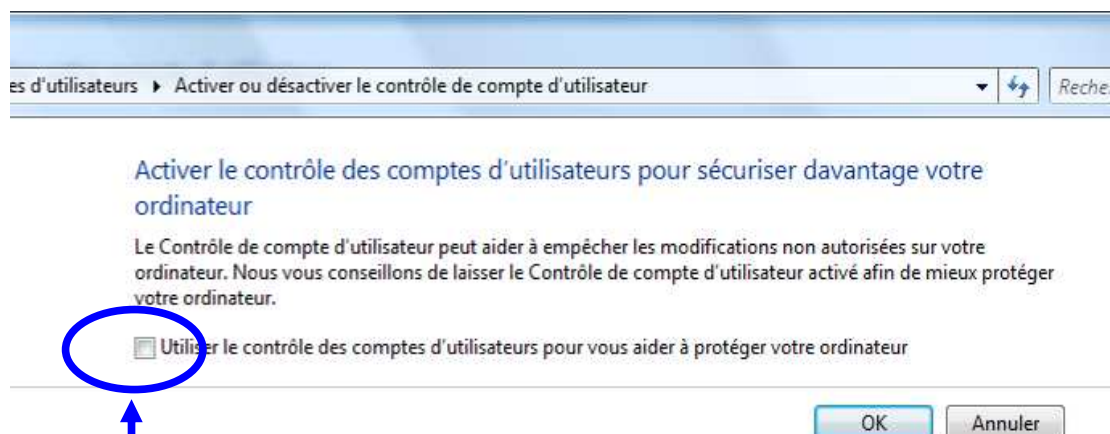 es d'utilisateurs ▸ Activer ou désactiver le contrôle de compte d'utilisateur
Reche
Activer le contrôle des comptes d'utilisateurs pour sécuriser davantage votre
ordinateur
Le Contrôle de compte d'utilisateur peut aider à empêcher les modifications non autorisées sur votre
ordinateur. Nous vous conseillons de laisser le Contrôle de compte d'utilisateur activé afin de mieux protéger
votre ordinateur.
Utiliser le contrôle des comptes d'utilisateurs pour vous aider à protéger votre ordinateur
OK
Annuler